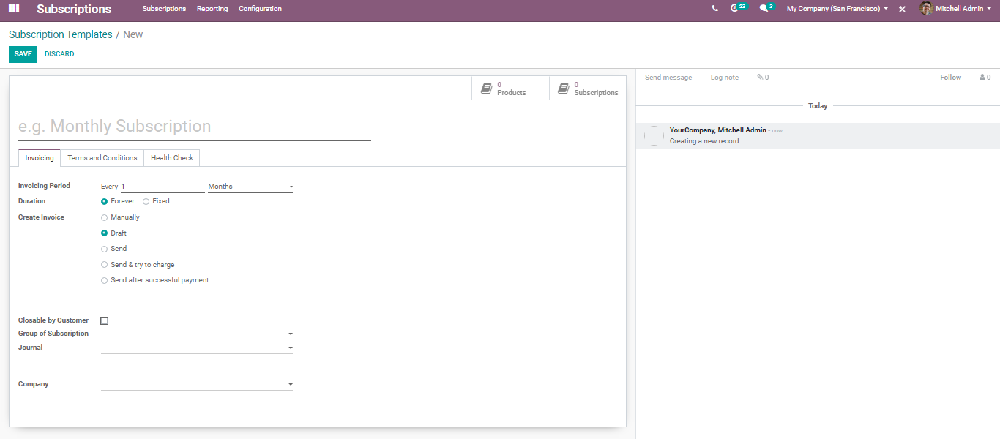 Subscriptions Subscriptions Reporting Configuration 23 3 My Company (San Francisco) Mitchell Admin
Subscription Templates / New
SAVE DISCARD
0 Products
0 Subscriptions
Send message Log note 0 Follow 0
Today
YourCompany, Mitchell Admin - now
Creating a new record...
e.g. Monthly Subscription
Invoicing Terms and Conditions Health Check
Invoicing Period Every 1 Months
Duration Forever Fixed
Create Invoice Manually
Draft
Send
Send & try to charge
Send after successful payment
Closable by Customer
Group of Subscription
Journal
Company